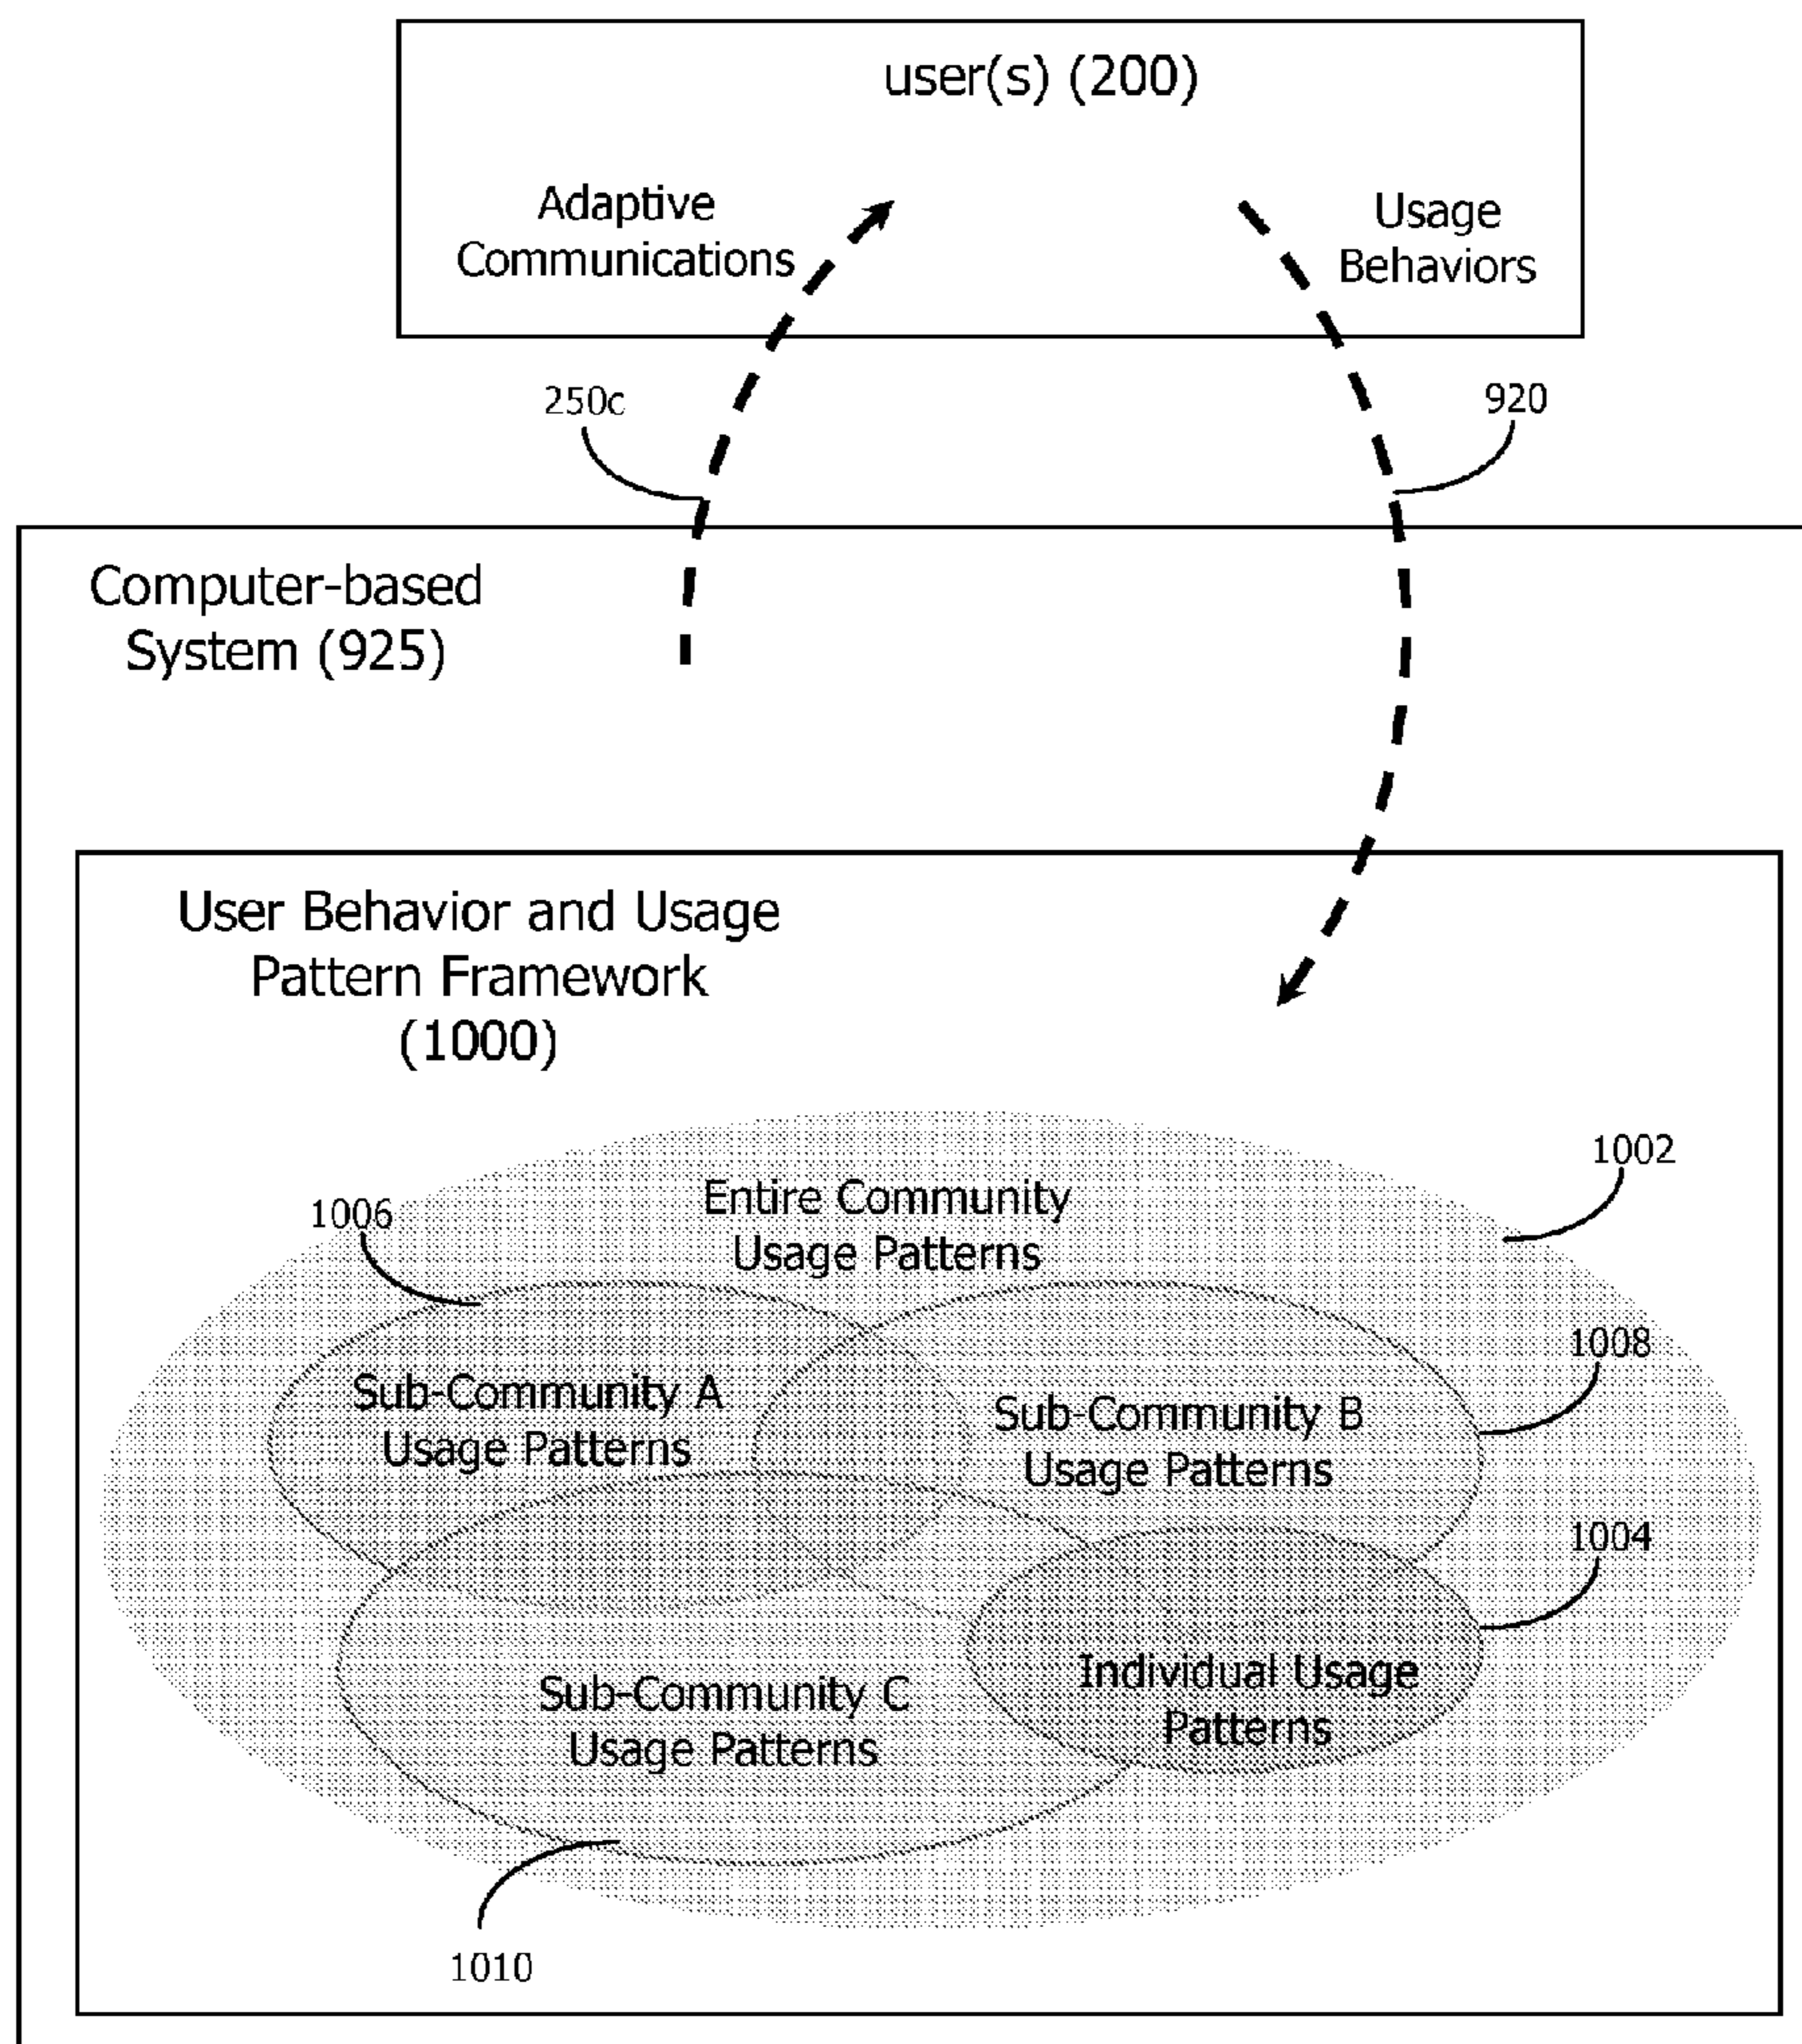 user(s) (200)
Adaptive
Communications
Usage
Behaviors
250c
920
Computer-based
System (925)
User Behavior and Usage
Pattern Framework
(1000)
1002
Entire Community
Usage Patterns
1006
1008
Sub-Community A
Usage Patterns
Sub-Community B
Usage Patterns
1004
Individual Usage
Patterns
Sub-Community C
Usage Patterns
1010